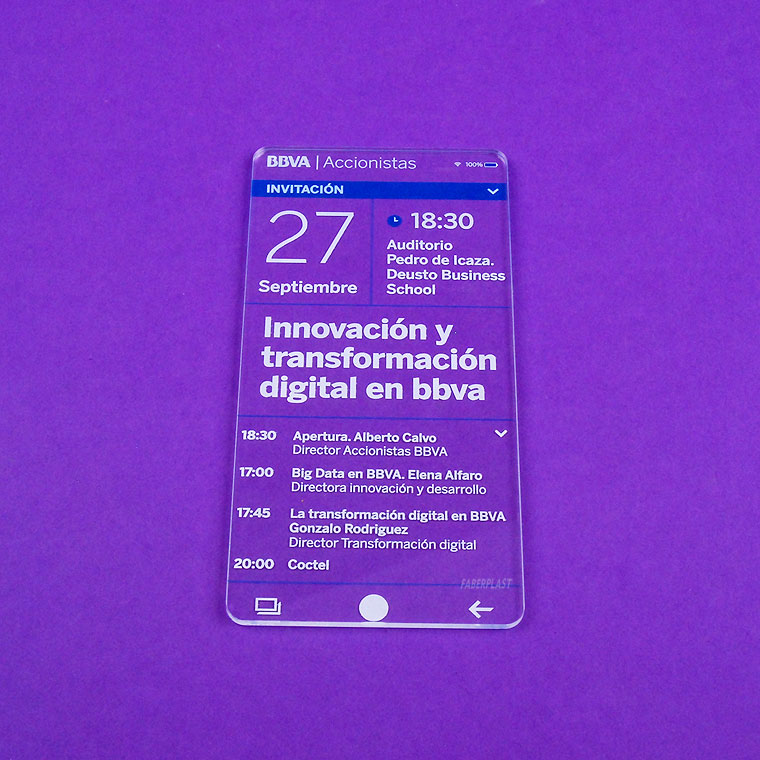 BBVA | Accionistas 100%
INVITACIÓN
27
Septiembre
18:30
Auditorio
Pedro de Icaza.
Deusto Business
School
Innovación y
transformación
digital en bbva
18:30 Apertura. Alberto Calvo
Director Accionistas BBVA
17:00 Big Data en BBVA. Elena Alfaro
Directora innovación y desarrollo
17:45 La transformación digital en BBVA
Gonzalo Rodriguez
Director Transformación digital
20:00 Coctel
FABERPLAST